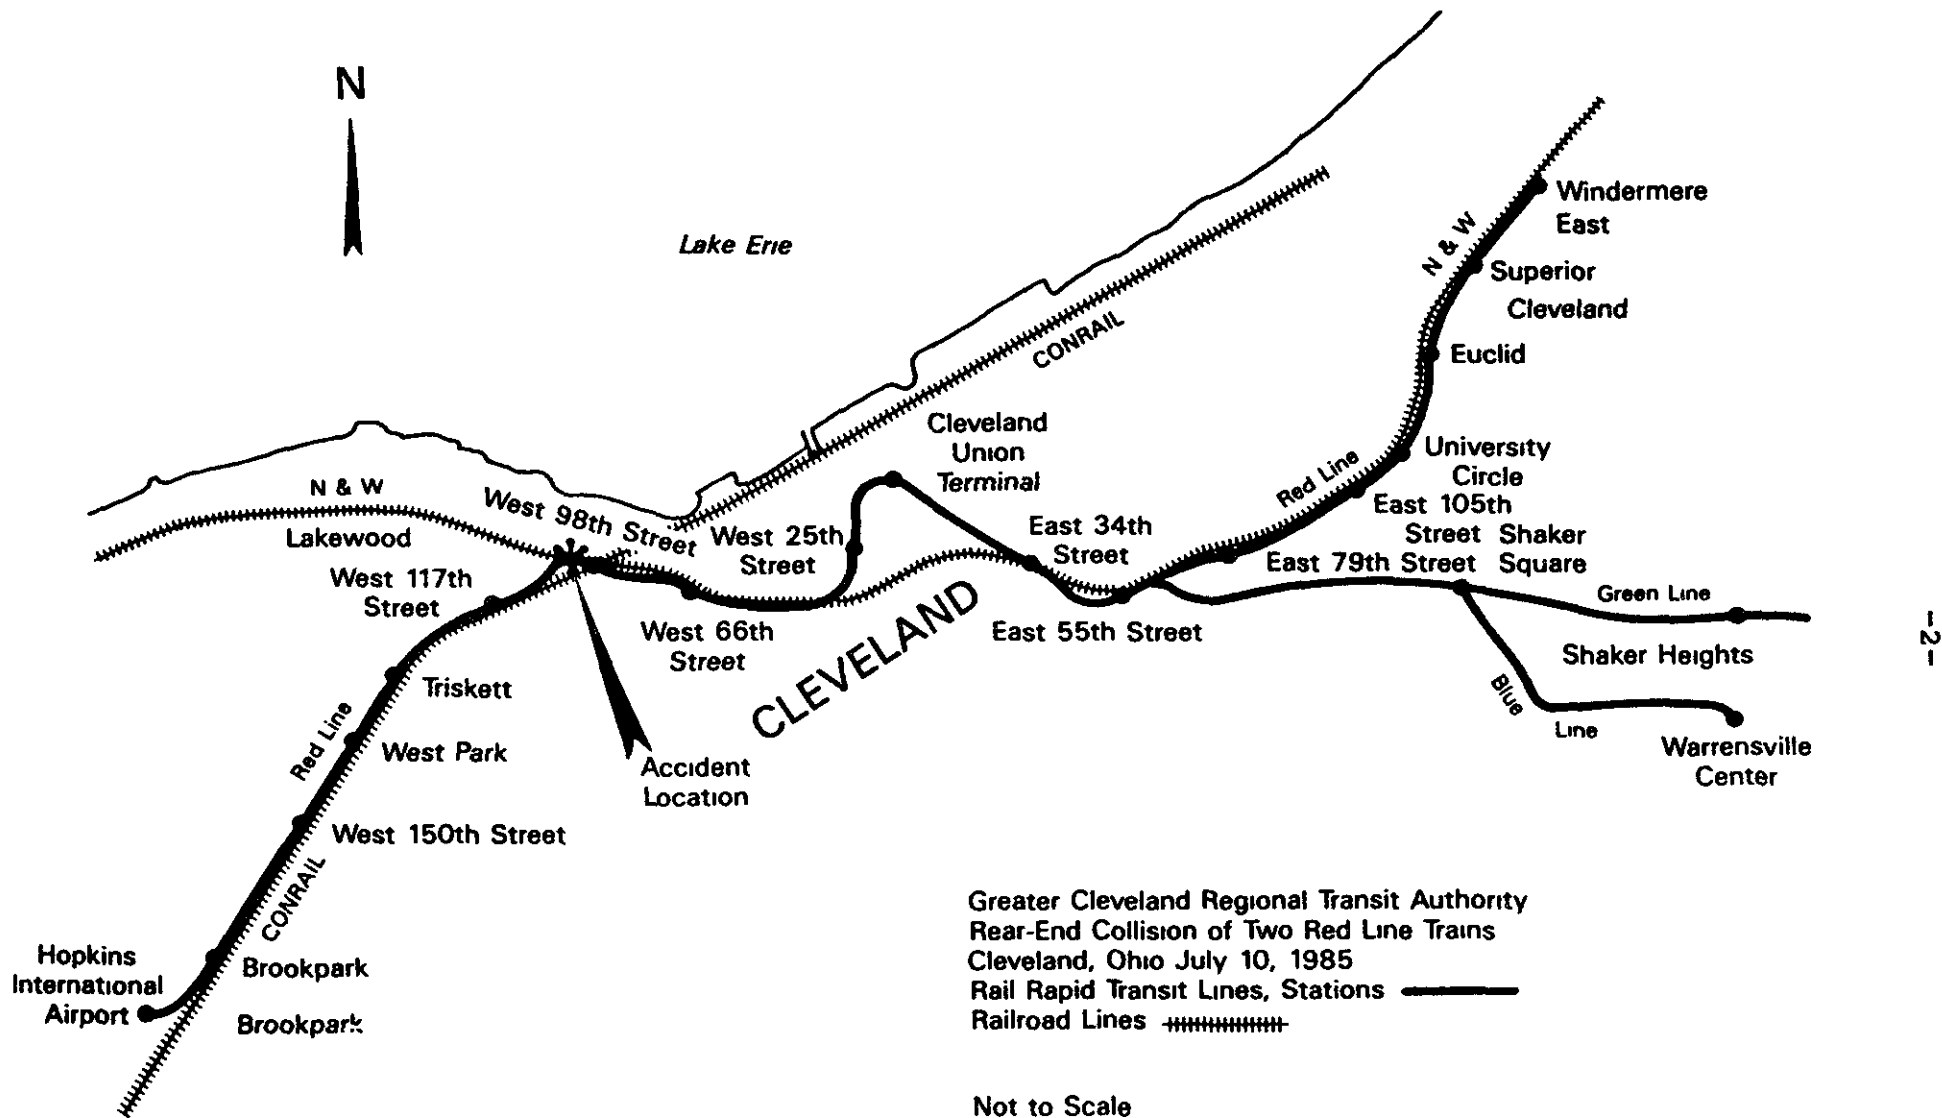 N
Lake Erie
N & W
Windermere
East
Superior
Cleveland
Euclid
CONRAIL
University
Circle
Red Line
East 105th
Street
Shaker
Square
East 79th Street
Cleveland
Union
Terminal
East 34th
Street
East 55th Street
Green Line
Shaker Heights
Blue
Line
Warrensville
Center
-2-
N & W
Lakewood
West 98th Street
West 25th
Street
West 117th
Street
West 66th
Street
CLEVELAND
Accident
Location
Triskett
Red Line
West Park
West 150th Street
CONRAIL
Hopkins
International
Airport
Brookpark
Brookpark
Greater Cleveland Regional Transit Authority
Rear-End Collision of Two Red Line Trains
Cleveland, Ohio July 10, 1985
Rail Rapid Transit Lines, Stations
Railroad Lines
Not to Scale